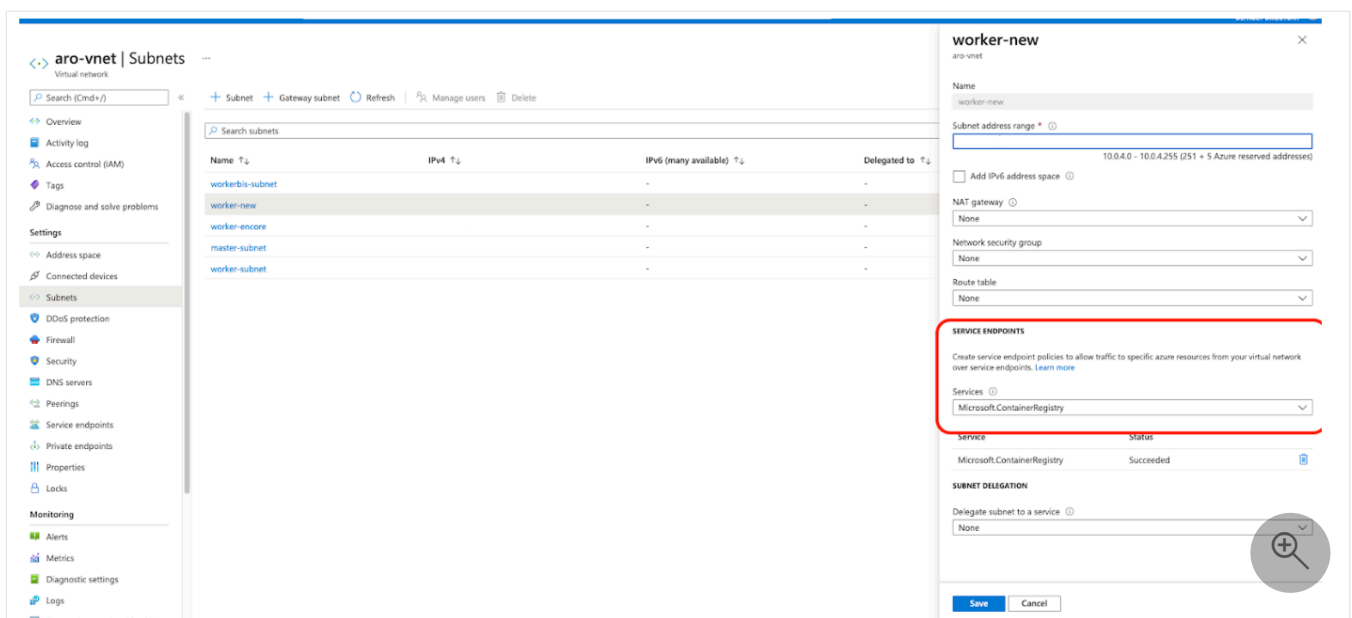 aro-vnet | Subnets ...
Virtual network
Search (Cmd+/)
«
Overview
Activity log
Access control (IAM)
Tags
Diagnose and solve problems
Settings
Address space
Connected devices
Subnets
DDoS protection
Firewall
Security
DNS servers
Peerings
Service endpoints
Private endpoints
Properties
Locks
Monitoring
Alerts
Metrics
Diagnostic settings
Logs
+ Subnet + Gateway subnet Refresh Manage users Delete
Search subnets
Name ↑↓ IPv4 ↑↓ IPv6 (many available) ↑↓ Delegated to ↑↓
workerbis-subnet - -
worker-new - -
worker-encore - -
master-subnet - -
worker-subnet - -
worker-new
aro-vnet
Name
worker-new
Subnet address range *
10.0.4.0 - 10.0.4.255 (251 + 5 Azure reserved addresses)
Add IPv6 address space
NAT gateway
None
Network security group
None
Route table
None
SERVICE ENDPOINTS
Create service endpoint policies to allow traffic to specific azure resources from your virtual network
over service endpoints. Learn more
Services
Microsoft.ContainerRegistry
Service Status
Microsoft.ContainerRegistry Succeeded
SUBNET DELEGATION
Delegate subnet to a service
None
Save Cancel